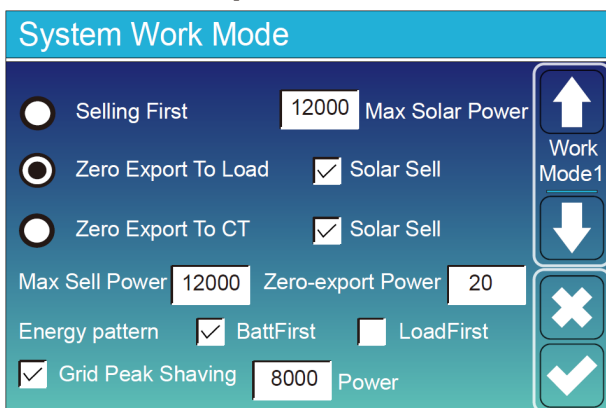 System Work Mode
Selling First 12000 Max Solar Power
Work
Mode1
Zero Export To Load Solar Sell
Zero Export To CT Solar Sell
Max Sell Power 12000 Zero-export Power 20
Energy pattern BattFirst LoadFirst
Grid Peak Shaving 8000 Power